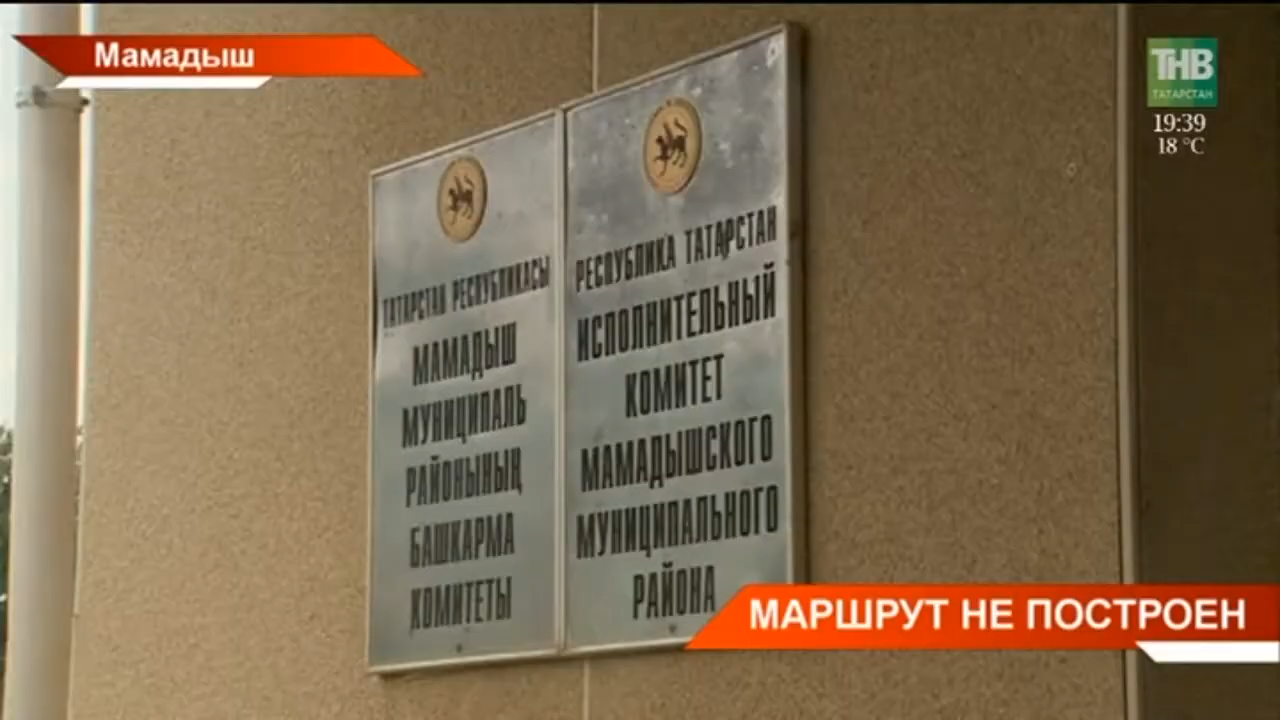 Мамадыш
ТНВ
ТАТАРСТАН
19:39
18 °C
ТАТАРСТАН РЕСПУБЛИКАСЫ
МАМАДЫШ
МУНИЦИПАЛЬ
РАЙОНЫНЫҢ
БАШКАРМА
КОМИТЕТЫ
РЕСПУБЛИКА ТАТАРСТАН
ИСПОЛНИТЕЛЬНЫЙ
КОМИТЕТ
МАМАДЫШСКОГО
МУНИЦИПАЛЬНОГО
РАЙОНА
МАРШРУТ НЕ ПОСТРОЕН